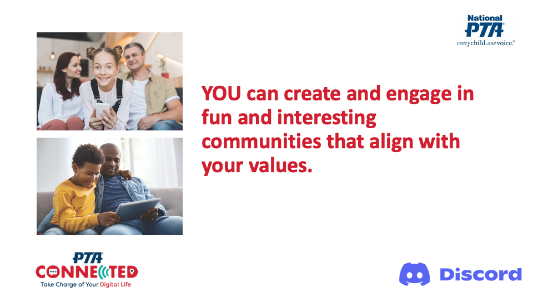 National
PTA
everychild.onevoice.®
YOU can create and engage in
fun and interesting
communities that align with
your values.
PTA
CONNECTED
Take Charge of Your Digital Life
Discord